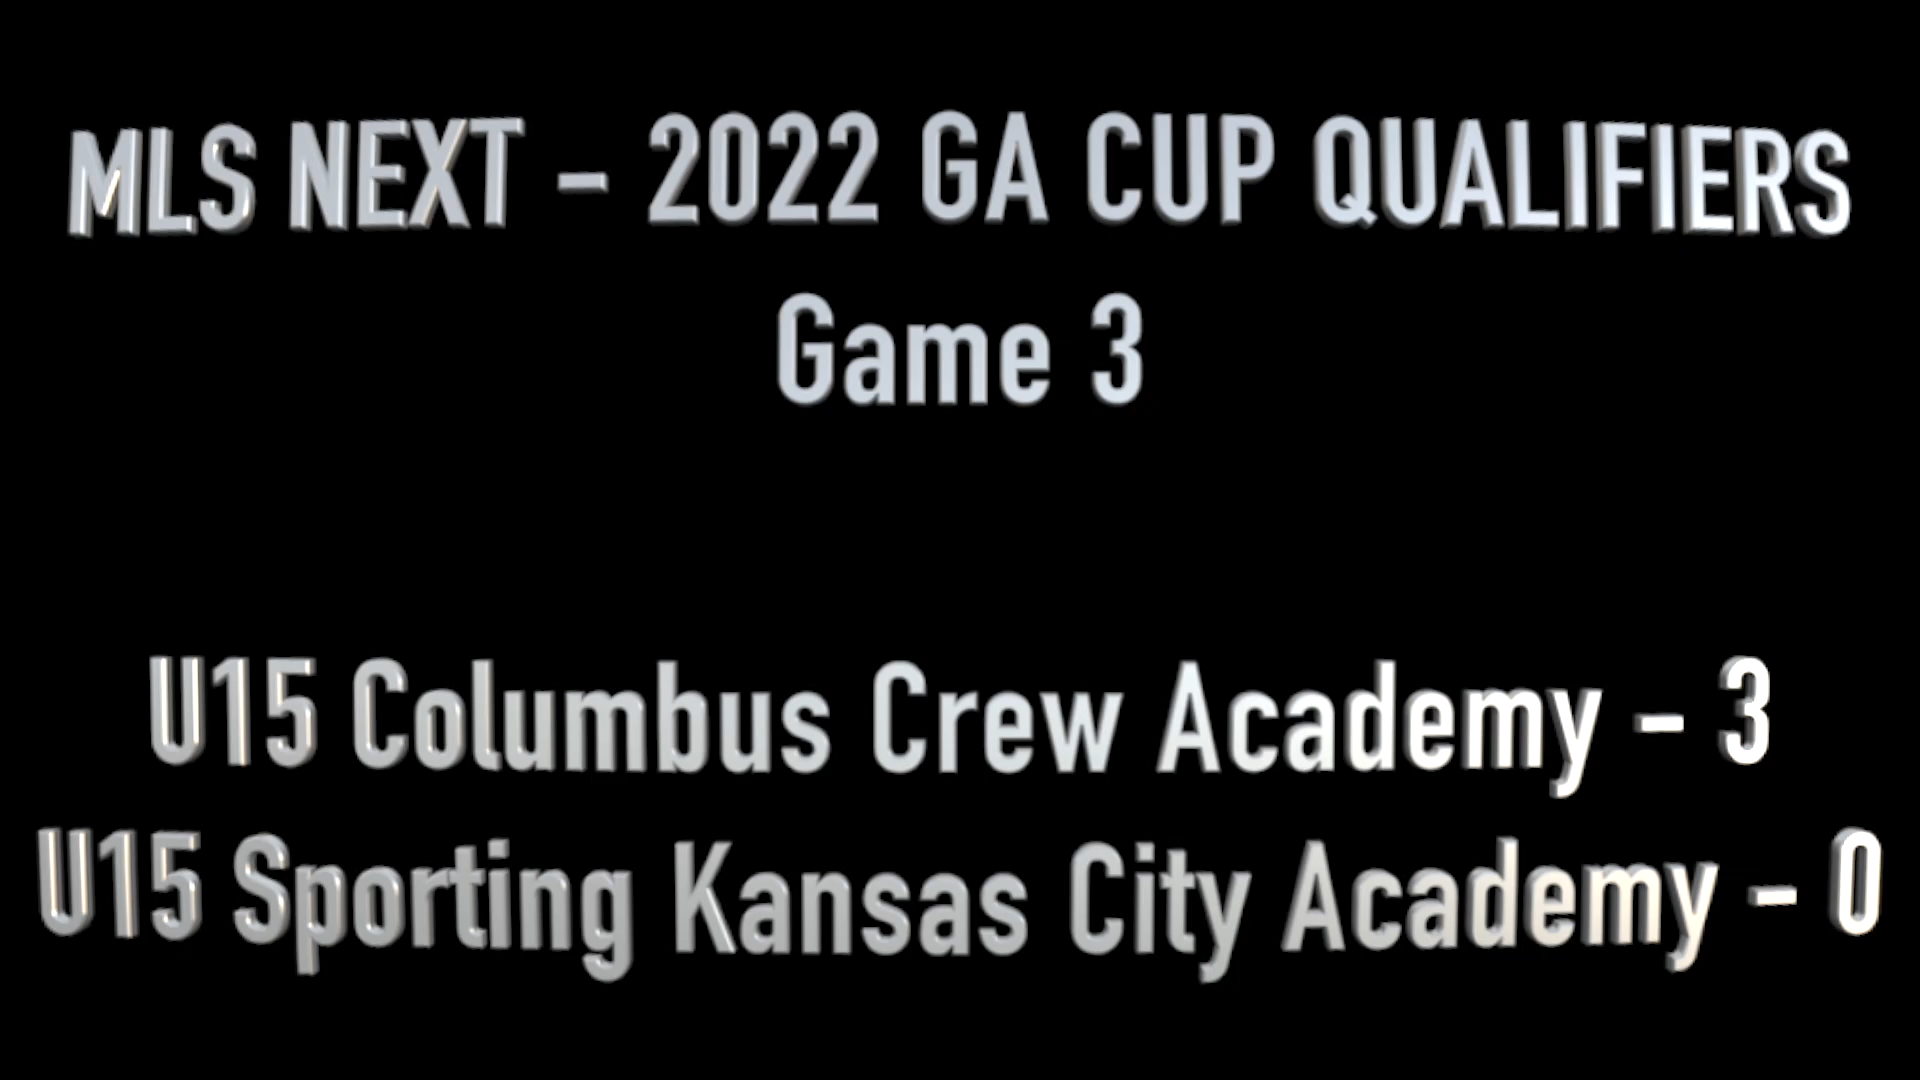 MLS NEXT – 2022 GA CUP QUALIFIERS
Game 3
U15 Columbus Crew Academy – 3
U15 Sporting Kansas City Academy – 0